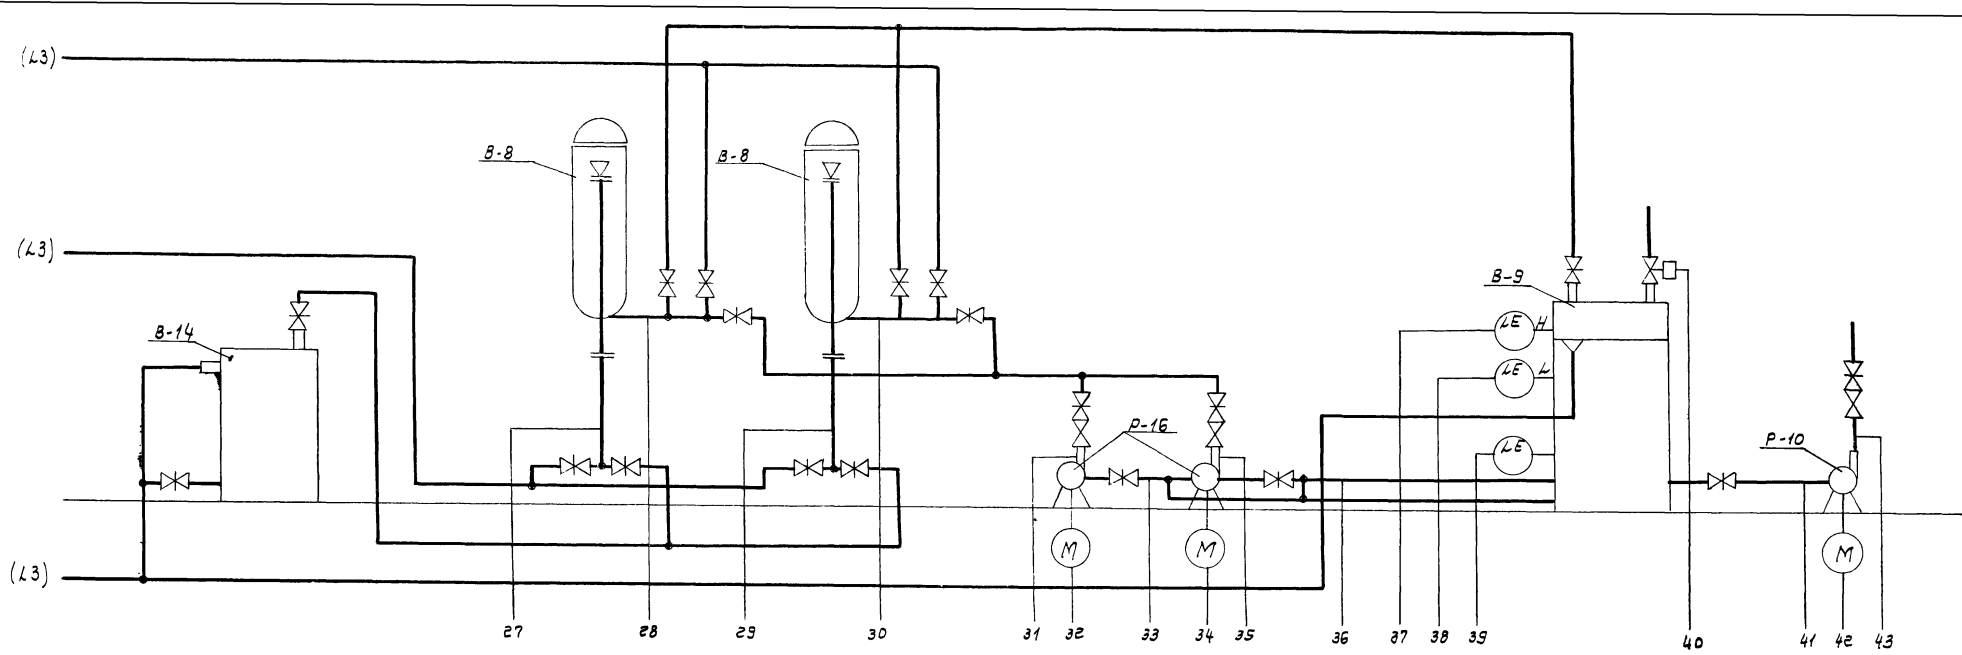 (L3)
B-8
B-8
(L3)
B-9
B-14
LE H
LE L
P-16
P-10
LE
M
M
M
(L3)
27 28 29 30 31 32 33 34 35 36 37 38 39 40 41 42 43